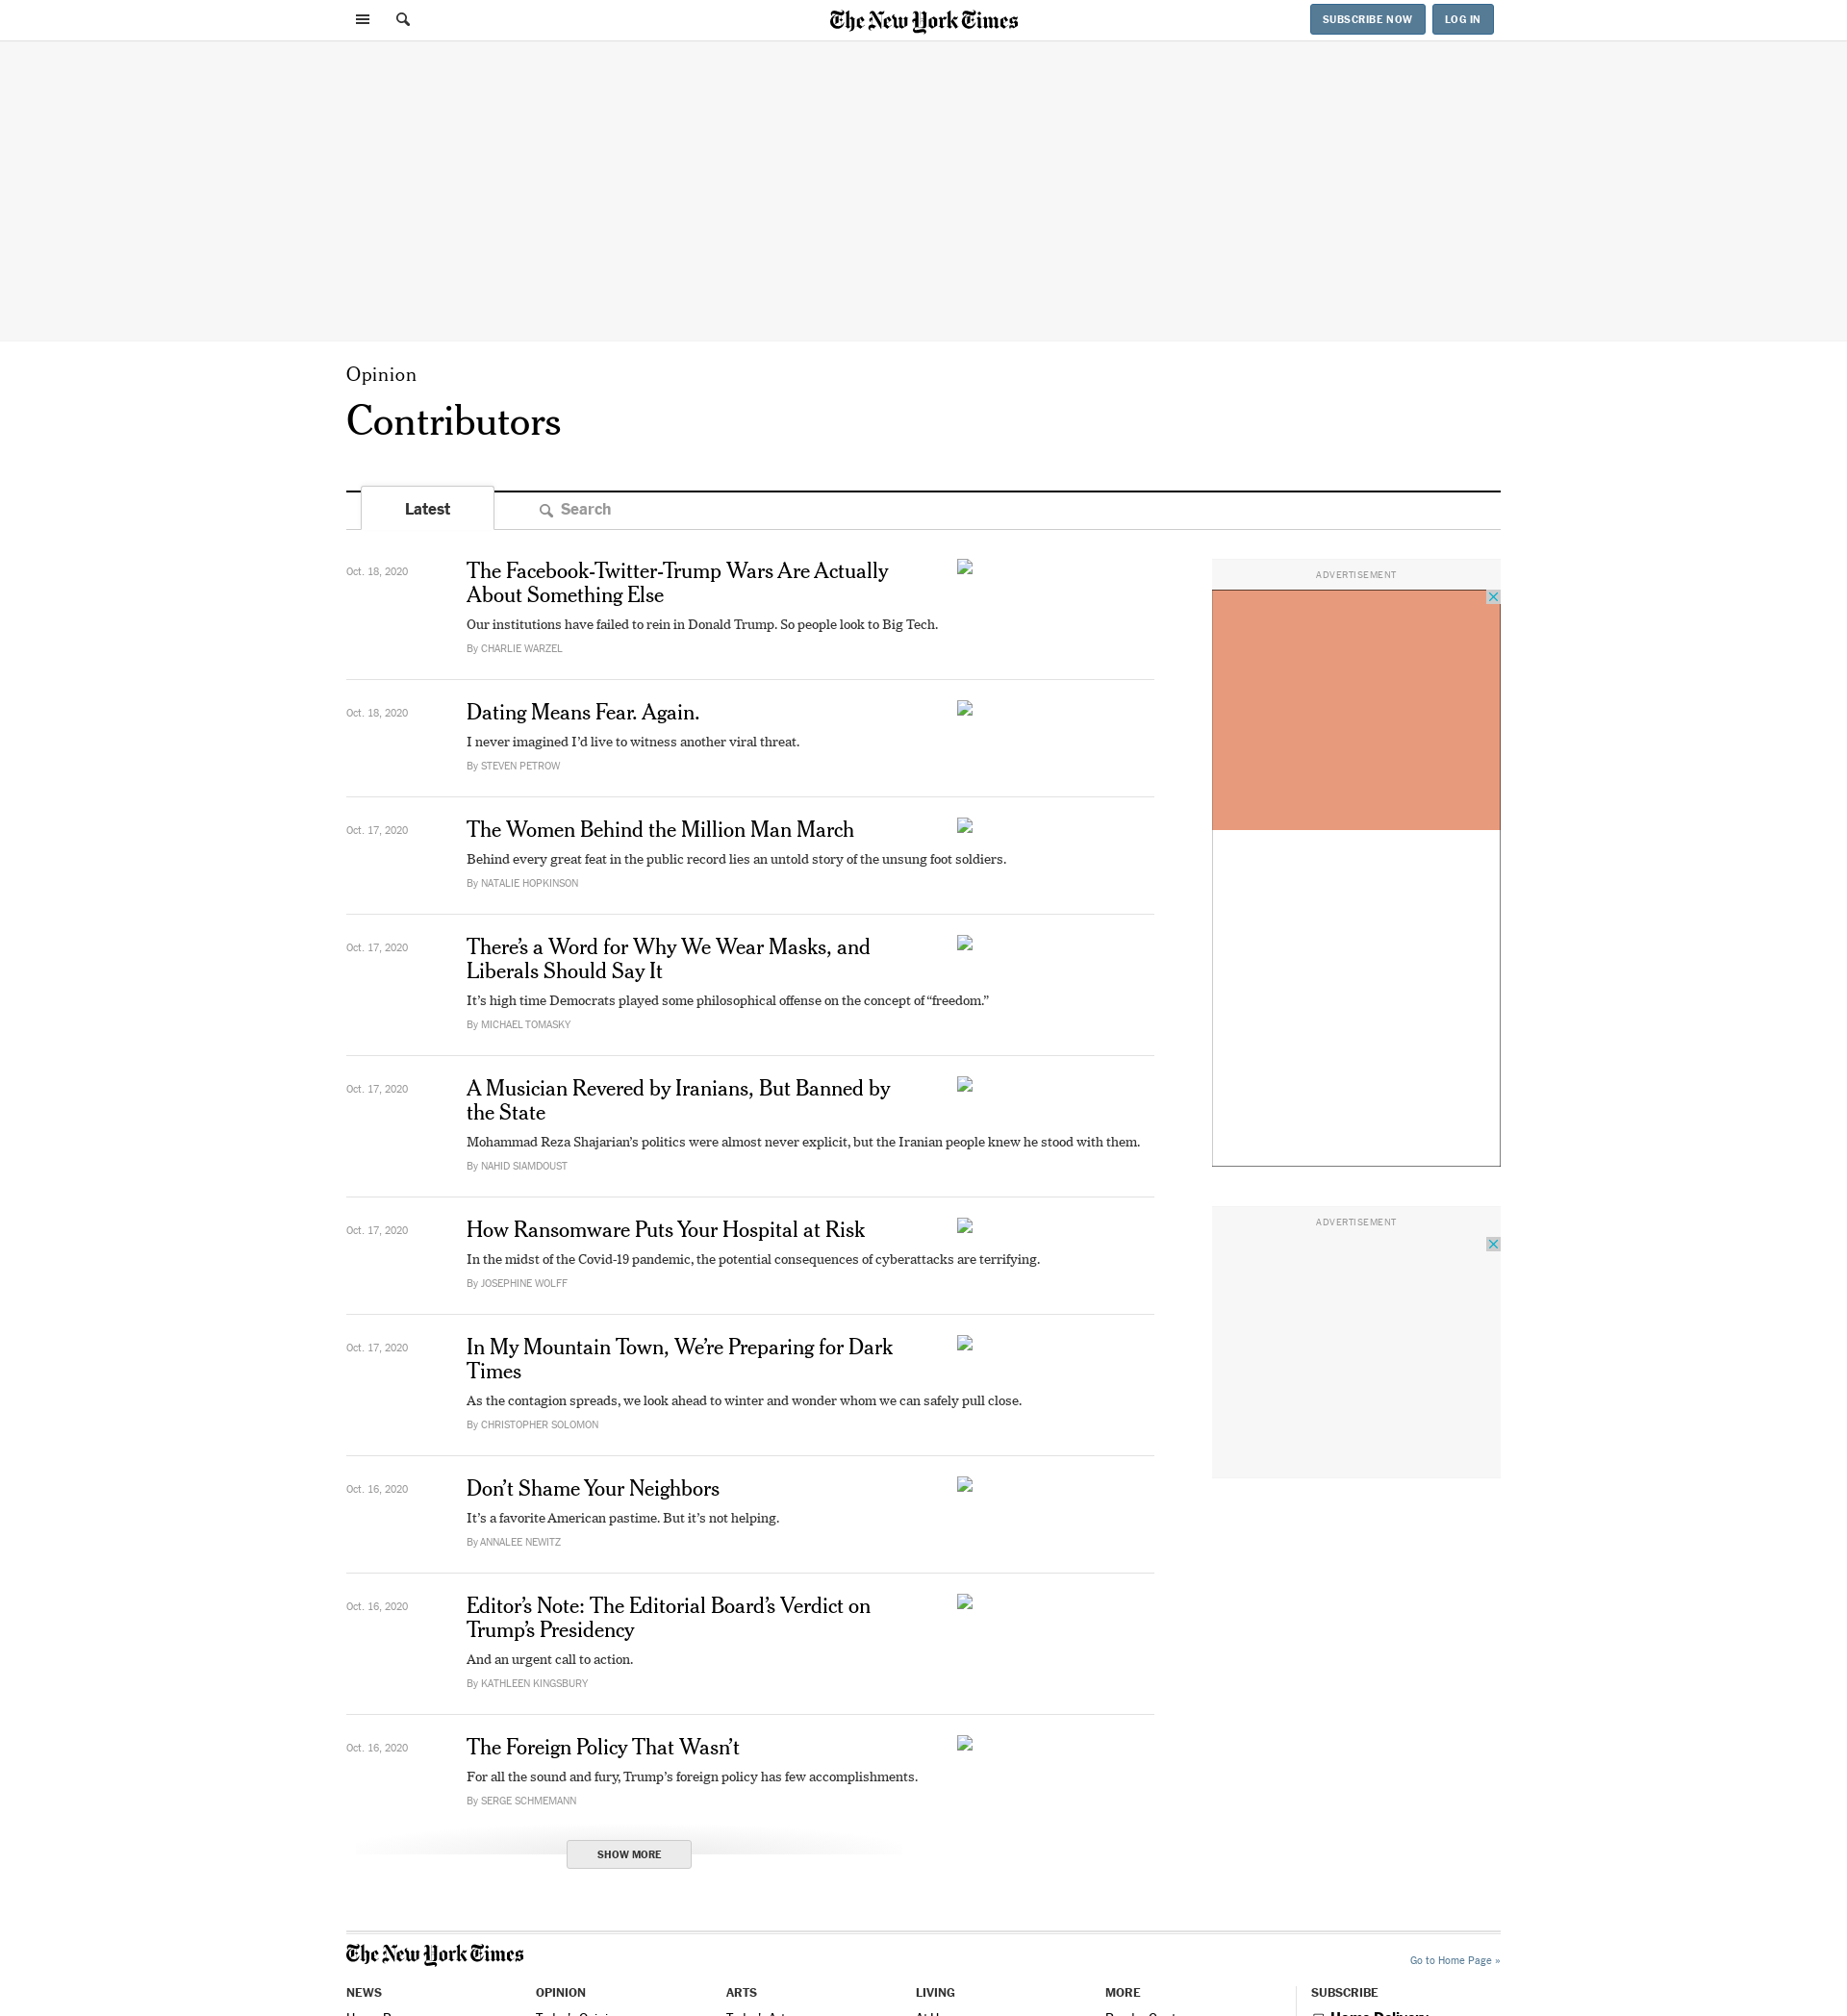 The New York Times
SUBSCRIBE NOW
LOG IN
Opinion
Contributors
Latest
Search
Oct. 18, 2020
The Facebook-Twitter-Trump Wars Are Actually
About Something Else
Our institutions have failed to rein in Donald Trump. So people look to Big Tech.
By CHARLIE WARZEL
ADVERTISEMENT
Oct. 18, 2020
Dating Means Fear. Again.
I never imagined I’d live to witness another viral threat.
By STEVEN PETROW
Oct. 17, 2020
The Women Behind the Million Man March
Behind every great feat in the public record lies an untold story of the unsung foot soldiers.
By NATALIE HOPKINSON
Oct. 17, 2020
There’s a Word for Why We Wear Masks, and
Liberals Should Say It
It’s high time Democrats played some philosophical offense on the concept of “freedom.”
By MICHAEL TOMASKY
Oct. 17, 2020
A Musician Revered by Iranians, But Banned by
the State
Mohammad Reza Shajarian’s politics were almost never explicit, but the Iranian people knew he stood with them.
By NAHID SIAMDOUST
Oct. 17, 2020
How Ransomware Puts Your Hospital at Risk
In the midst of the Covid-19 pandemic, the potential consequences of cyberattacks are terrifying.
By JOSEPHINE WOLFF
ADVERTISEMENT
Oct. 17, 2020
In My Mountain Town, We’re Preparing for Dark
Times
As the contagion spreads, we look ahead to winter and wonder whom we can safely pull close.
By CHRISTOPHER SOLOMON
Oct. 16, 2020
Don’t Shame Your Neighbors
It’s a favorite American pastime. But it’s not helping.
By ANNALEE NEWITZ
Oct. 16, 2020
Editor’s Note: The Editorial Board’s Verdict on
Trump’s Presidency
And an urgent call to action.
By KATHLEEN KINGSBURY
Oct. 16, 2020
The Foreign Policy That Wasn’t
For all the sound and fury, Trump’s foreign policy has few accomplishments.
By SERGE SCHMEMANN
SHOW MORE
The New York Times
Go to Home Page »
NEWS
OPINION
ARTS
LIVING
MORE
SUBSCRIBE
Home Delivery